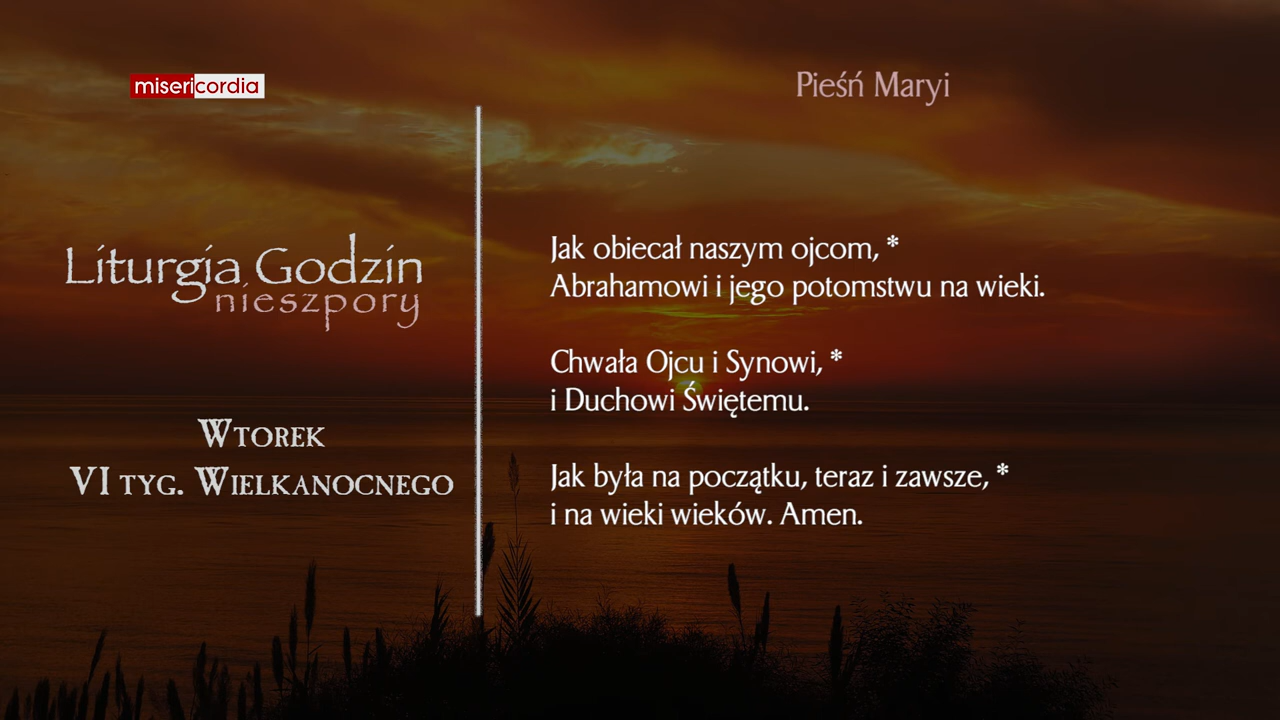 misericordia
Pieśń Maryi
Liturgia Godzin
nieszpory
Wtorek
VI tyg. Wielkanocnego
Jak obiecał naszym ojcom, *
Abrahamowi i jego potomstwu na wieki.
Chwała Ojcu i Synowi, *
i Duchowi Świętemu.
Jak była na początku, teraz i zawsze, *
i na wieki wieków. Amen.